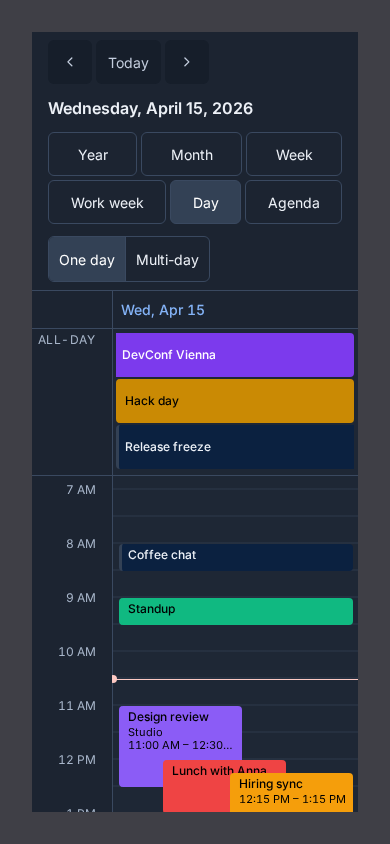 Today
Wednesday, April 15, 2026
Year
Month
Week
Work week
Day
Agenda
One day
Multi-day
Wed, Apr 15
ALL-DAY
DevConf Vienna
Hack day
Release freeze
7 AM
8 AM
Coffee chat
9 AM
Standup
10 AM
11 AM
Design review
Studio
11:00 AM – 12:30...
12 PM
Lunch with Anna
Hiring sync
12:15 PM – 1:15 PM
1 PM